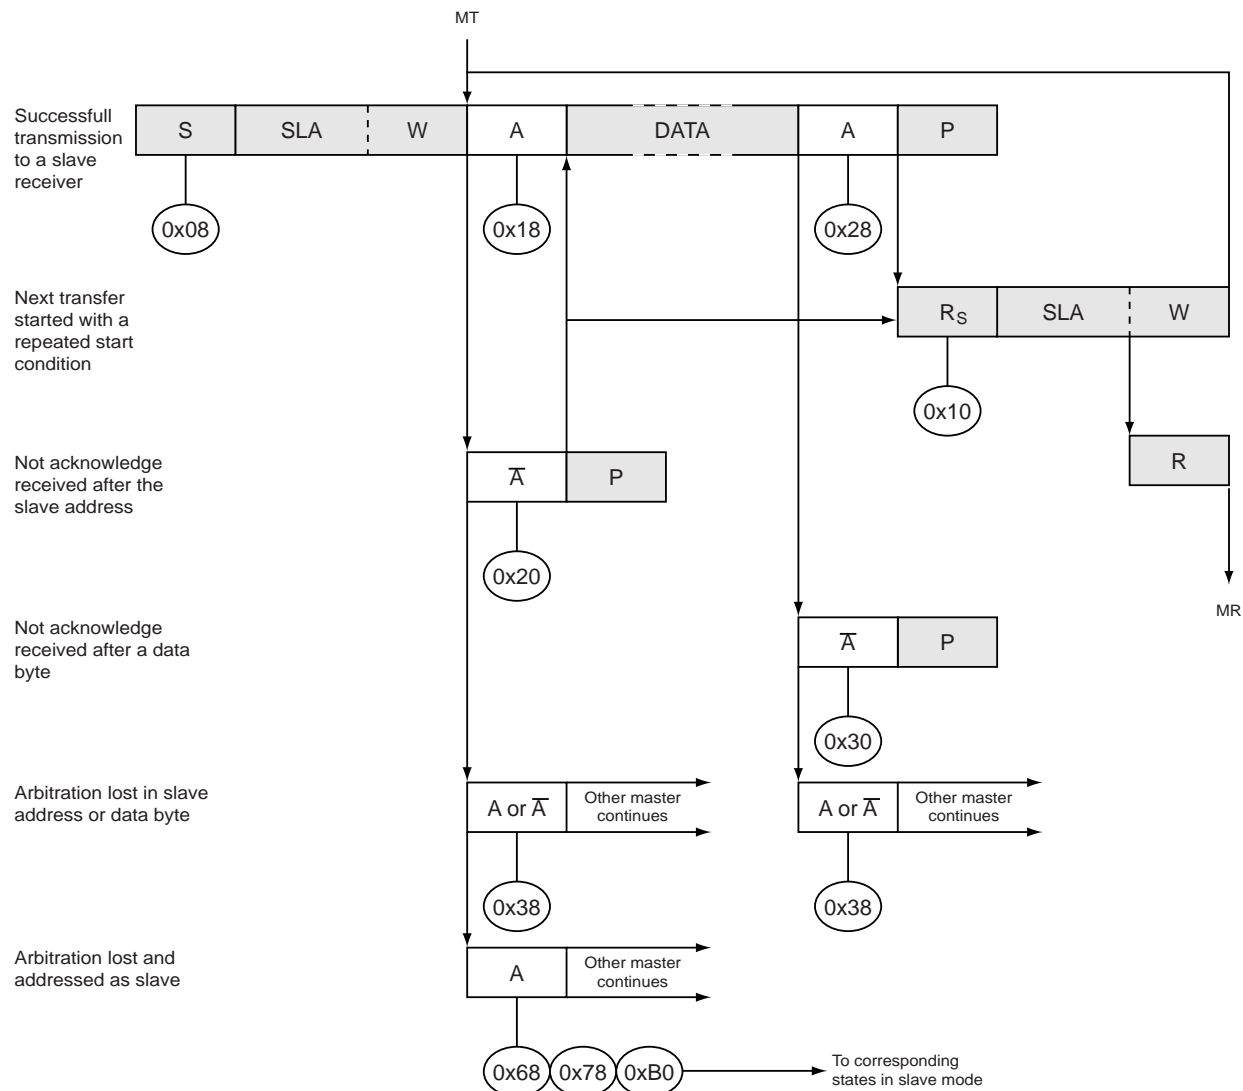 MT
Successfull
transmission
to a slave
receiver
S SLA W A DATA A P
0x08 0x18 0x28
Next transfer
started with a
repeated start
condition
RS SLA W
0x10
Not acknowledge
received after the
slave address
A̅ P
R
0x20
MR
Not acknowledge
received after a data
byte
A̅ P
0x30
Arbitration lost in slave
address or data byte
A or A̅ Other master
continues
A or A̅ Other master
continues
0x38 0x38
Arbitration lost and
addressed as slave
A Other master
continues
0x68 0x78 0xB0
To corresponding
states in slave mode